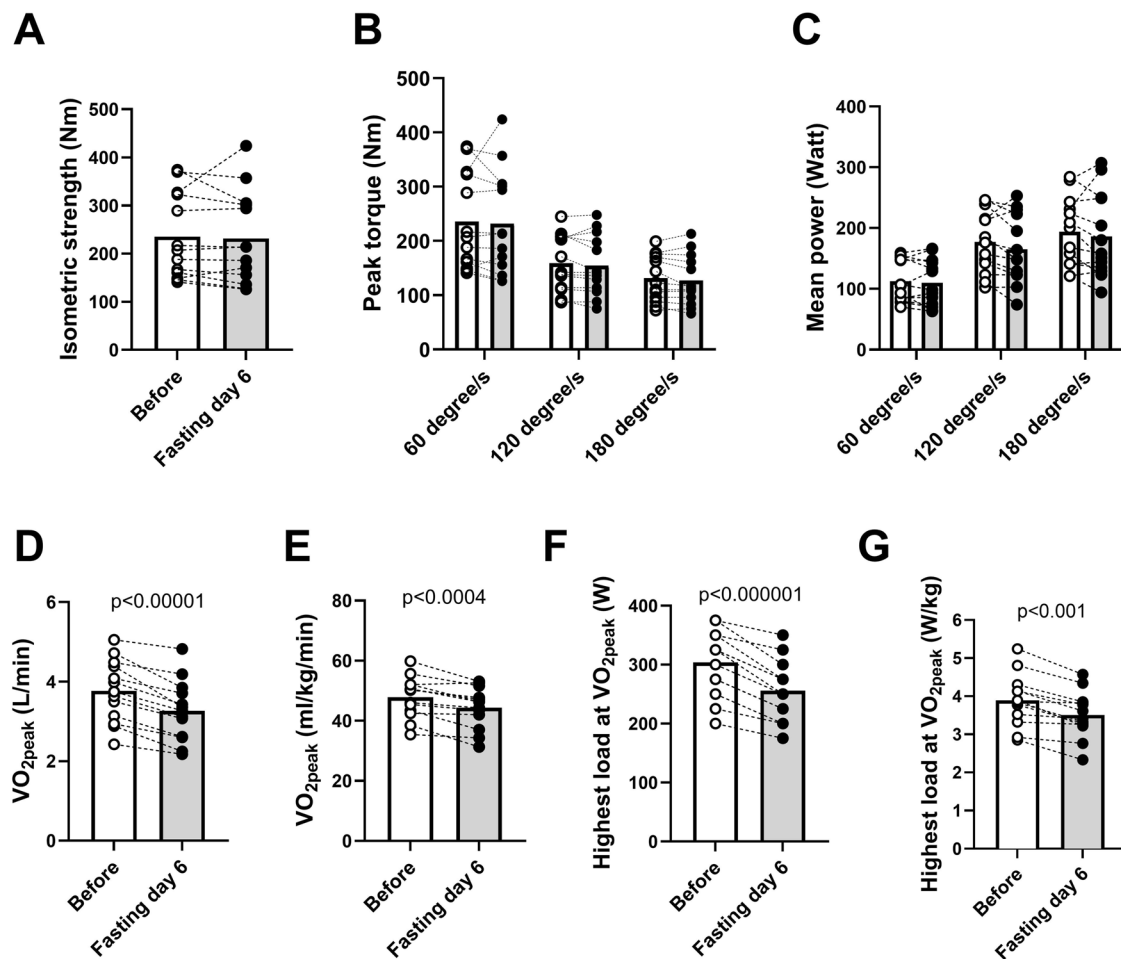 A
Isometric strength (Nm)
500
400
300
200
100
0
Before
Fasting day 6
B
Peak torque (Nm)
500
400
300
200
100
0
60 degree/s
120 degree/s
180 degree/s
C
Mean power (Watt)
400
300
200
100
0
60 degree/s
120 degree/s
180 degree/s
D
p<0.00001
VO2peak (L/min)
6
4
2
0
Before
Fasting day 6
E
p<0.0004
VO2peak (ml/kg/min)
80
60
40
20
0
Before
Fasting day 6
F
p<0.000001
Highest load at VO2peak (W)
400
300
200
100
0
Before
Fasting day 6
G
p<0.001
Highest load at VO2peak (W/kg)
6
5
4
3
2
1
0
Before
Fasting day 6